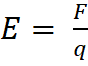 E = F/q